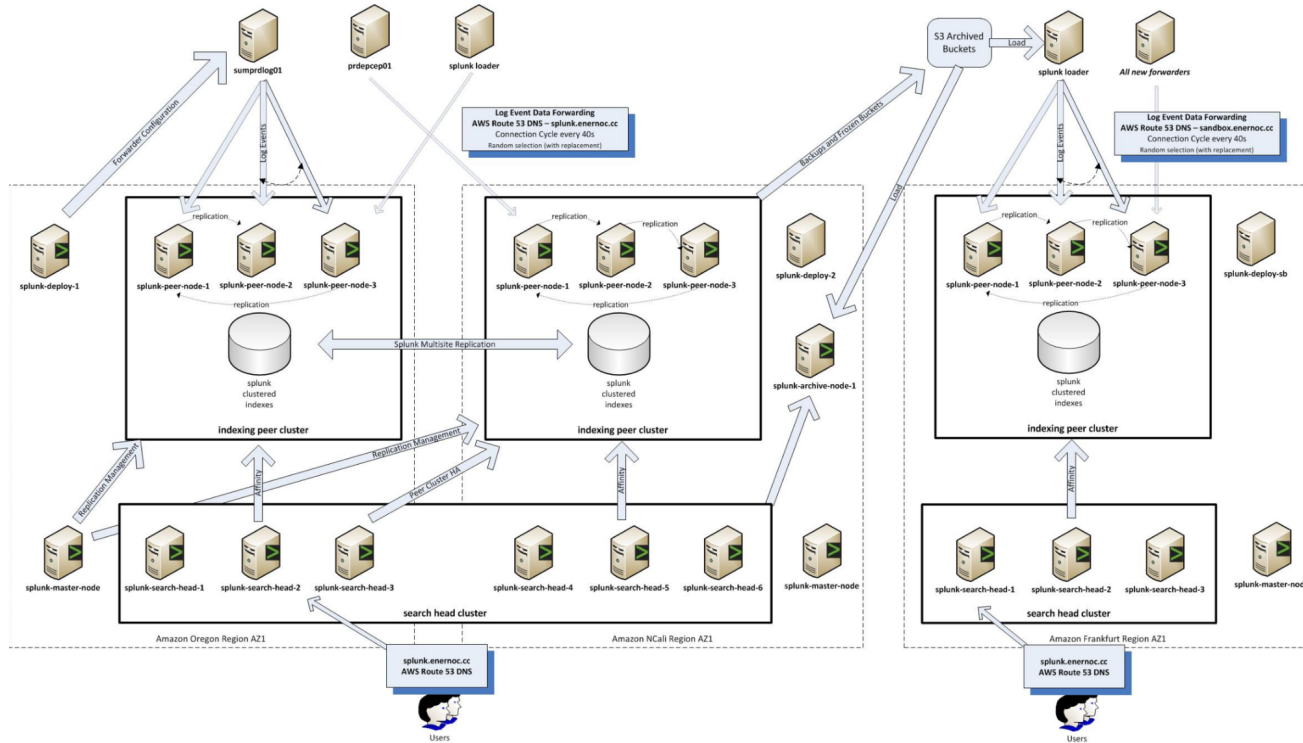 sumprdlog01
prdepcep01
splunk loader
S3 Archived
Buckets
Load
splunk loader
All new forwarders
Forwarder Configuration
Log Events
Log Event Data Forwarding
AWS Route 53 DNS – splunk.enernoc.cc
Connection Cycle every 40s
Random selection (with replacement)
Backups and Frozen Buckets
Load
Log Events
Log Event Data Forwarding
AWS Route 53 DNS – sandbox.enernoc.cc
Connection Cycle every 40s
Random selection (with replacement)
splunk-deploy-1
replication
splunk-peer-node-1
splunk-peer-node-2
splunk-peer-node-3
replication
splunk
clustered
indexes
indexing peer cluster
Splunk Multisite Replication
replication
replication
splunk-peer-node-1
splunk-peer-node-2
splunk-peer-node-3
replication
splunk
clustered
indexes
indexing peer cluster
splunk-deploy-2
splunk-archive-node-1
replication
replication
splunk-peer-node-1
splunk-peer-node-2
splunk-peer-node-3
replication
splunk
clustered
indexes
indexing peer cluster
splunk-deploy-sb
Replication Management
Affinity
Replication Management
Peer Cluster HA
Affinity
Affinity
splunk-master-node
splunk-search-head-1
splunk-search-head-2
splunk-search-head-3
splunk-search-head-4
splunk-search-head-5
splunk-search-head-6
search head cluster
splunk-master-node
splunk-search-head-1
splunk-search-head-2
splunk-search-head-3
search head cluster
splunk-master-nod
Amazon Oregon Region AZ1
Amazon NCali Region AZ1
Amazon Frankfurt Region AZ1
splunk.enernoc.cc
AWS Route 53 DNS
Users
splunk.enernoc.cc
AWS Route 53 DNS
Users